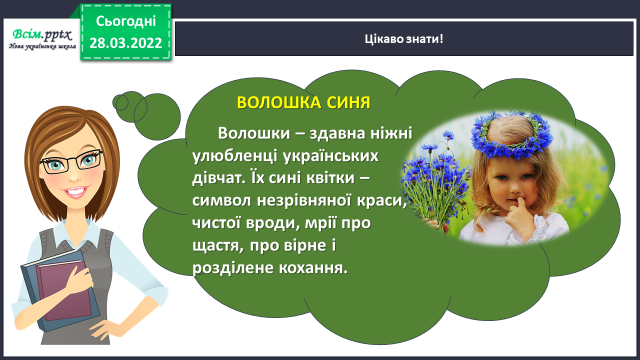 Всім.pptx
Нова українська школа
Сьогодні
28.03.2022
Цікаво знати!
ВОЛОШКА СИНЯ
Волошки – здавна ніжні
улюбленці українських
дівчат. Їх сині квітки –
символ незрівняної краси,
чистої вроди, мрії про
щастя, про вірне і
розділене кохання.